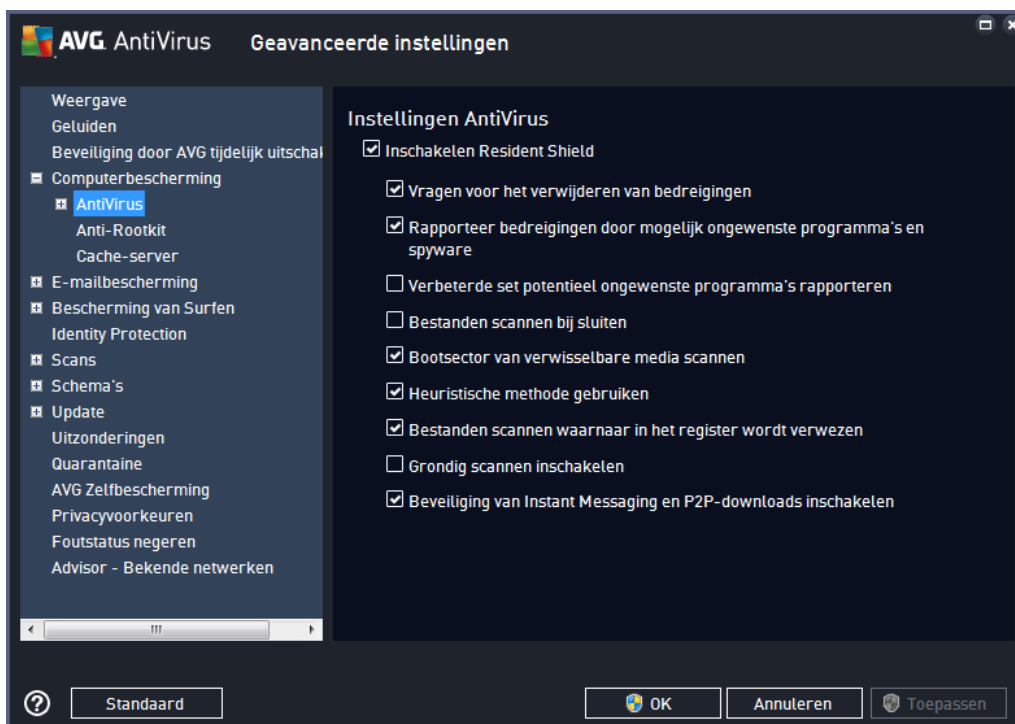 AVG. AntiVirus
Geavanceerde instellingen
Weergave
Geluiden
Beveiliging door AVG tijdelijk uitschak
Computerbescherming
AntiVirus
Anti-Rootkit
Cache-server
E-mailbescherming
Bescherming van Surfen
Identity Protection
Scans
Schema's
Update
Uitzonderingen
Quarantaine
AVG Zelfbescherming
Privacyvoorkeuren
Foutstatus negeren
Advisor - Bekende netwerken
Instellingen AntiVirus
Inschakelen Resident Shield
Vragen voor het verwijderen van bedreigingen
Rapporteer bedreigingen door mogelijk ongewenste programma's en
spyware
Verbeterde set potentieel ongewenste programma's rapporteren
Bestanden scannen bij sluiten
Bootsector van verwisselbare media scannen
Heuristische methode gebruiken
Bestanden scannen waarnaar in het register wordt verwezen
Grondig scannen inschakelen
Beveiliging van Instant Messaging en P2P-downloads inschakelen
Standaard
OK
Annuleren
Toepassen